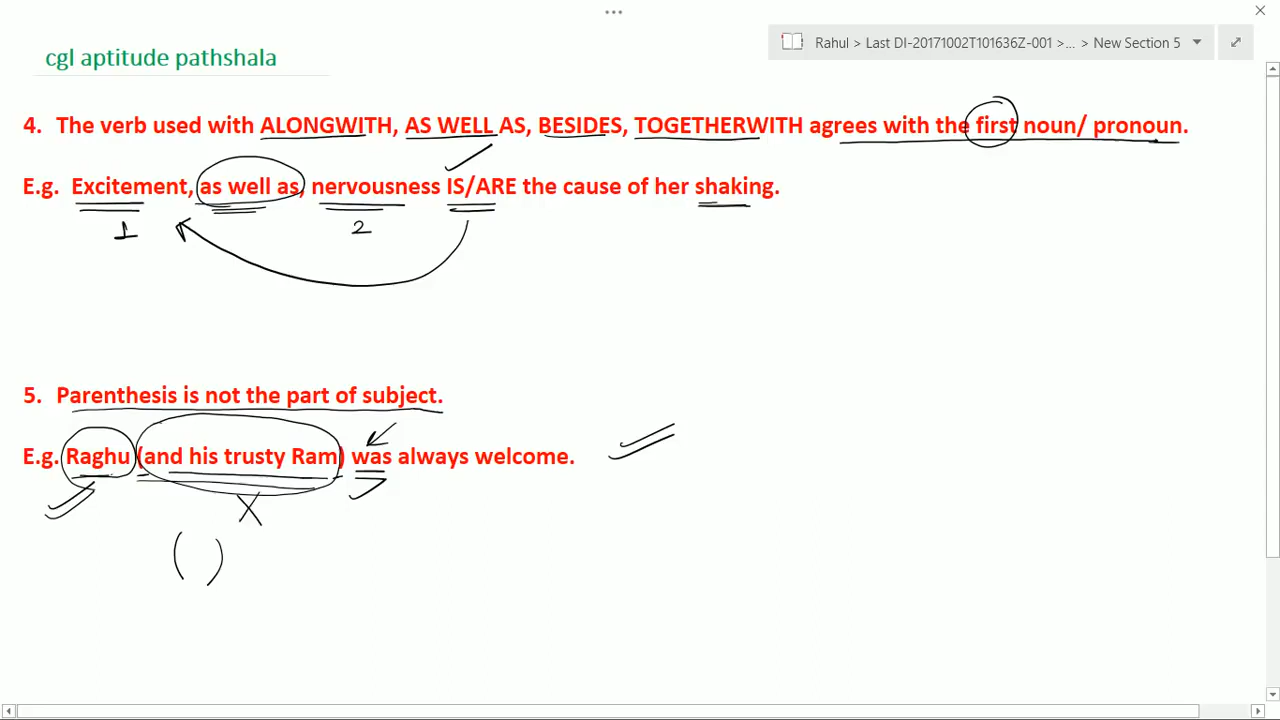 cgl aptitude pathshala
Rahul > Last DI-20171002T101636Z-001 >... > New Section 5
4. The verb used with ALONGWITH, AS WELL AS, BESIDES, TOGETHERWITH agrees with the first noun/ pronoun.
E.g. Excitement, as well as, nervousness IS/ARE the cause of her shaking.
1 2
5. Parenthesis is not the part of subject.
E.g. Raghu (and his trusty Ram) was always welcome.
X
( )